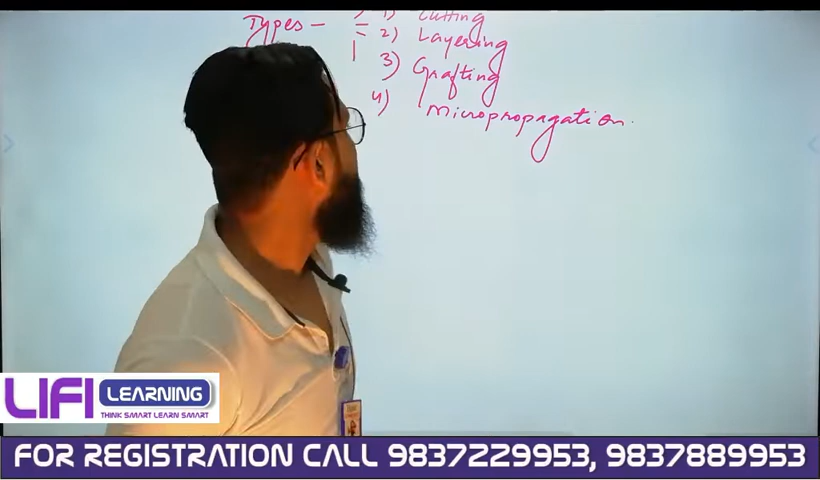 Types - 1) Cutting
2) Layering
3) Grafting
4) Micropropagation.
LIFI LEARNING
THINK SMART LEARN SMART
FOR REGISTRATION CALL 9837229953, 9837889953